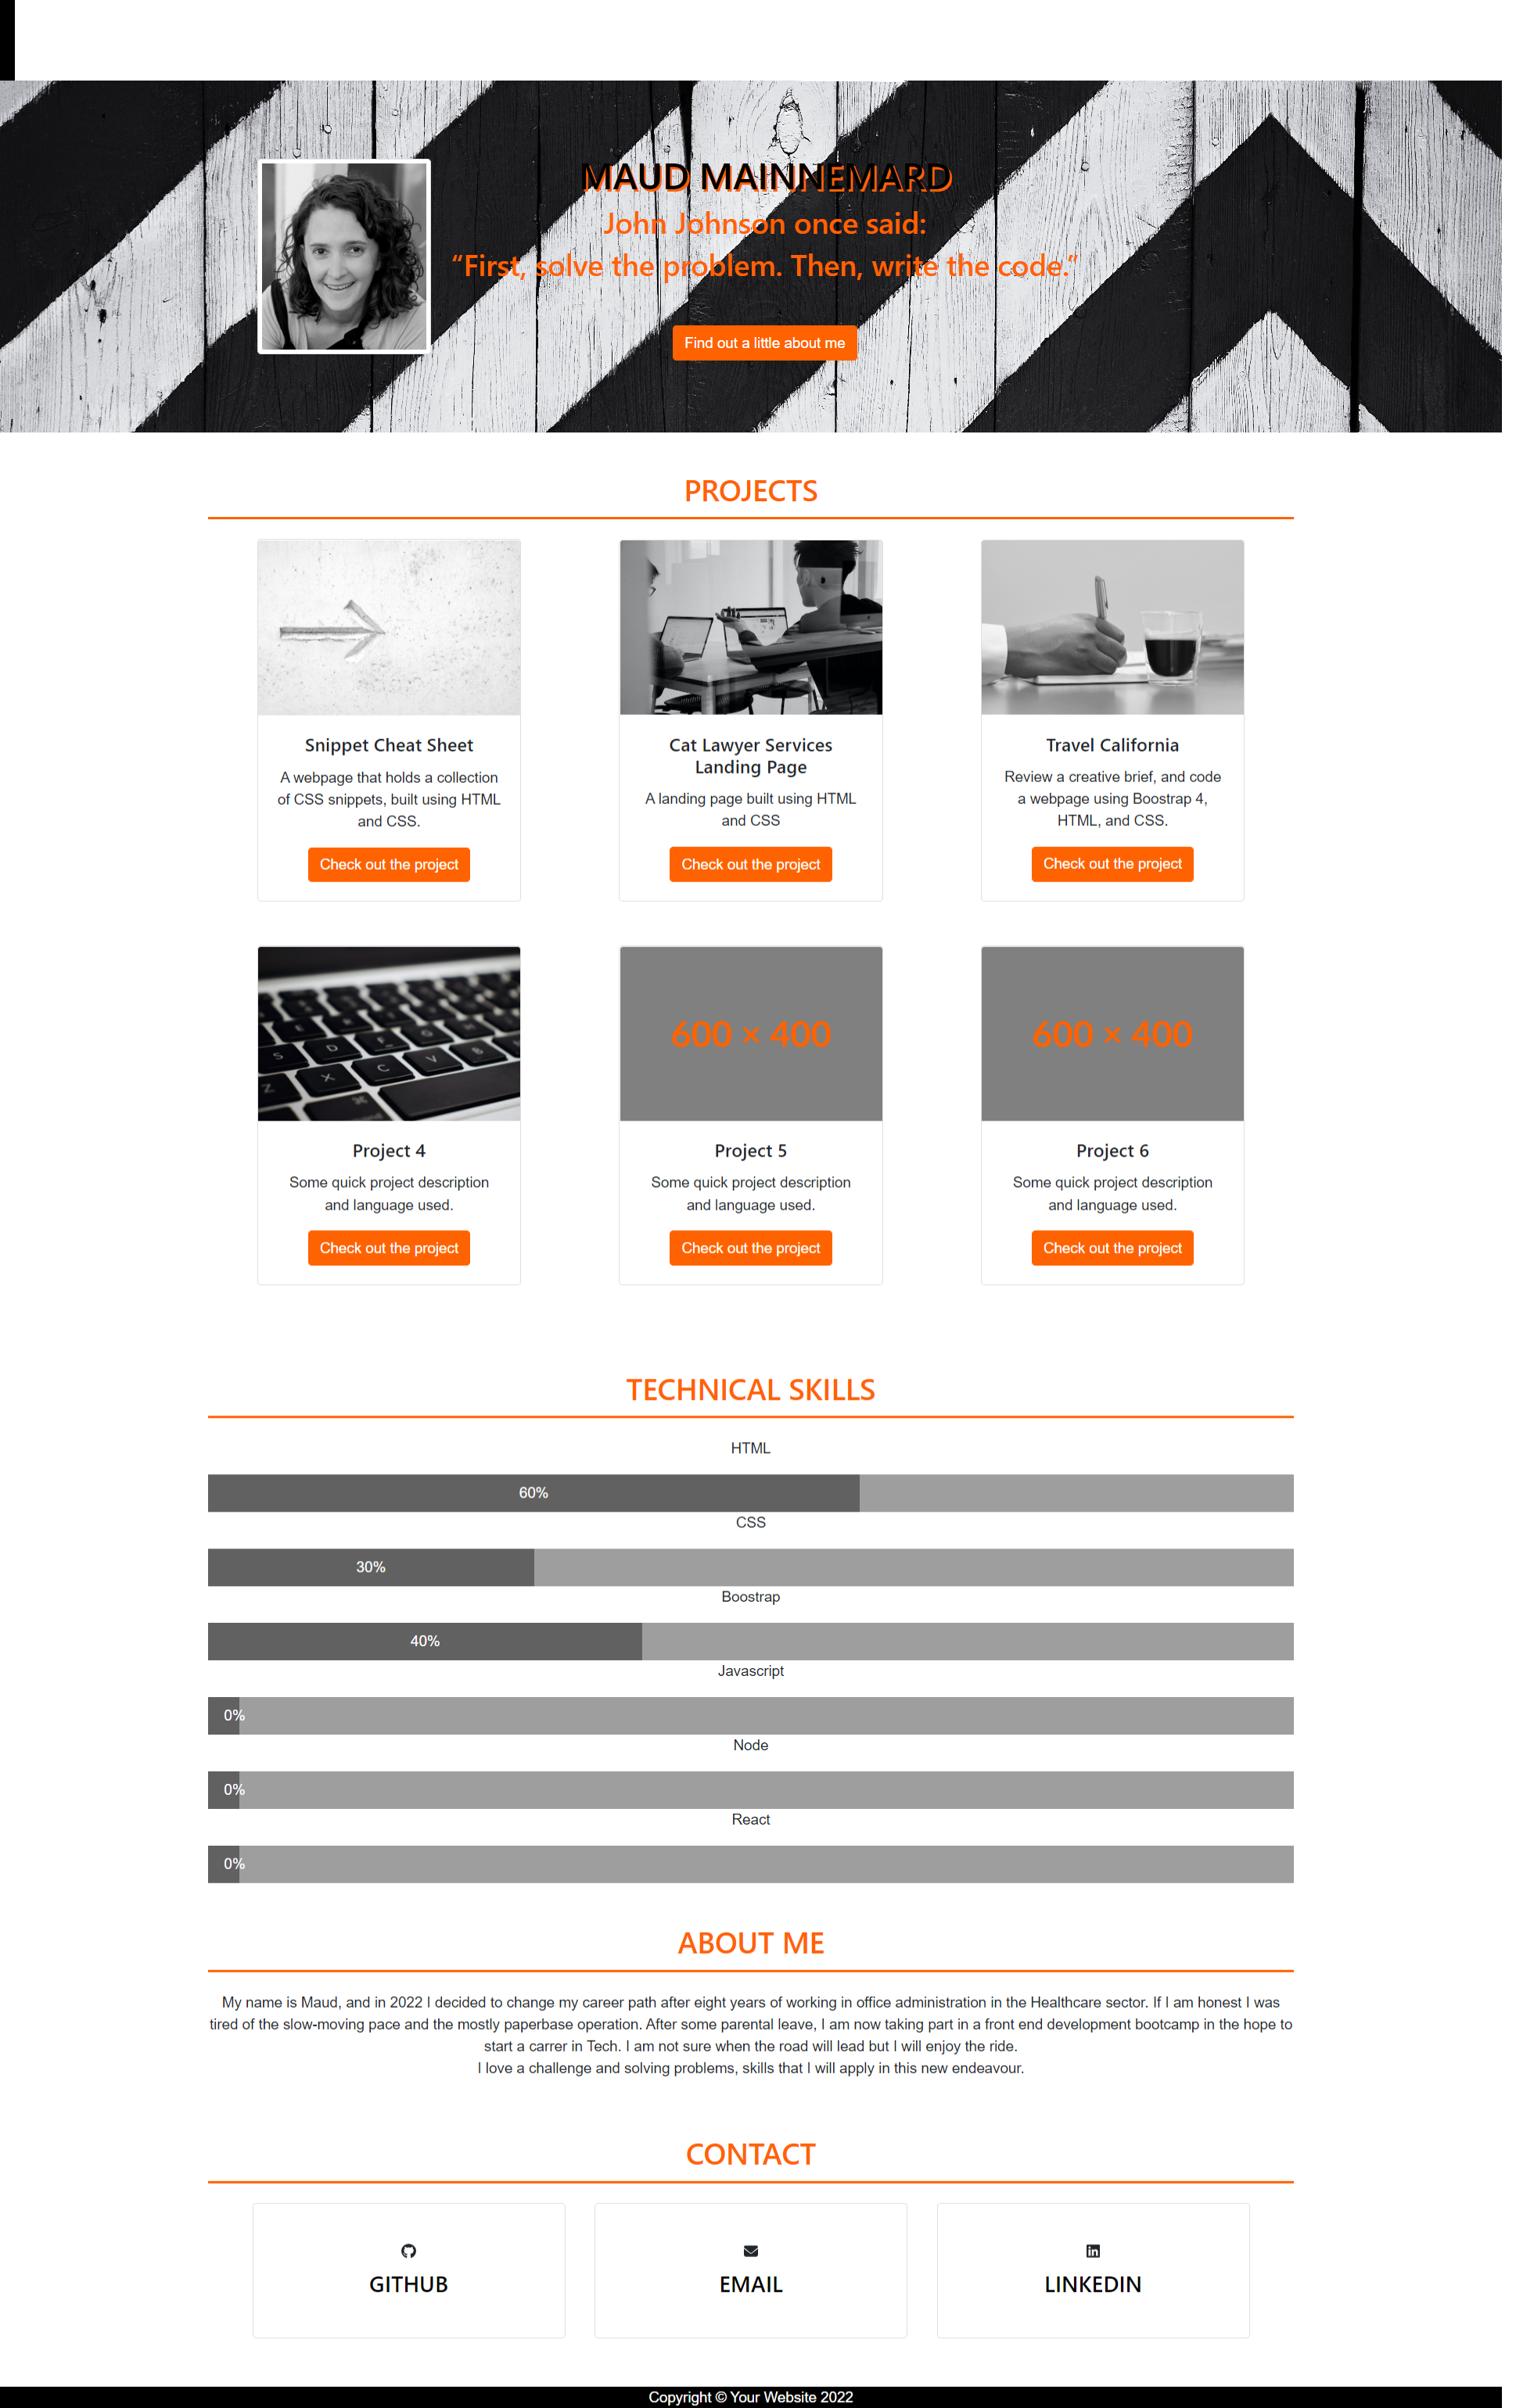 MAUD MAINNEMARD
John Johnson once said:
“First, solve the problem. Then, write the code.”
Find out a little about me
PROJECTS
Snippet Cheat Sheet
A webpage that holds a collection
of CSS snippets, built using HTML
and CSS.
Check out the project
Cat Lawyer Services
Landing Page
A landing page built using HTML
and CSS
Check out the project
Travel California
Review a creative brief, and code
a webpage using Boostrap 4,
HTML, and CSS.
Check out the project
Project 4
Some quick project description
and language used.
Check out the project
600 × 400
Project 5
Some quick project description
and language used.
Check out the project
600 × 400
Project 6
Some quick project description
and language used.
Check out the project
TECHNICAL SKILLS
HTML
60%
CSS
30%
Boostrap
40%
Javascript
0%
Node
0%
React
0%
ABOUT ME
My name is Maud, and in 2022 I decided to change my career path after eight years of working in office administration in the Healthcare sector. If I am honest I was
tired of the slow-moving pace and the mostly paperbase operation. After some parental leave, I am now taking part in a front end development bootcamp in the hope to
start a carrer in Tech. I am not sure when the road will lead but I will enjoy the ride.
I love a challenge and solving problems, skills that I will apply in this new endeavour.
CONTACT
GITHUB
EMAIL
LINKEDIN
Copyright © Your Website 2022